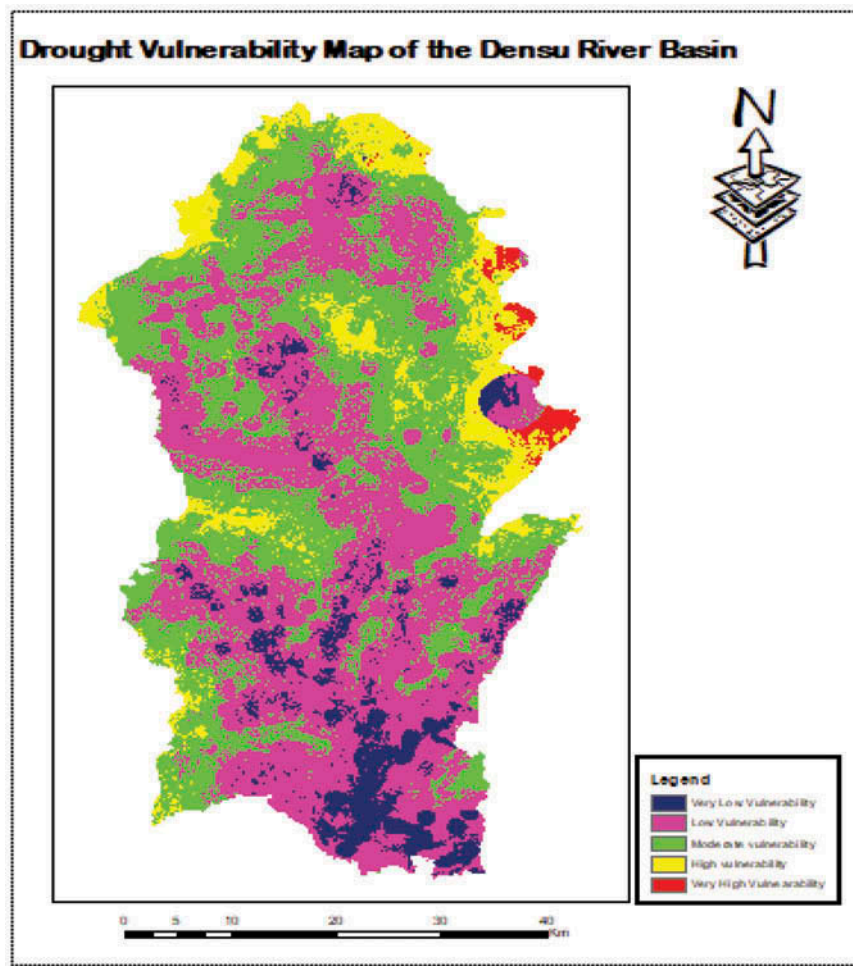 Drought Vulnerability Map of the Densu River Basin
N
Legend
Very Low Vulnerability
Low Vulnerability
Moderate vulnerability
High vulnerability
Very High Vulnearability
0 5 10 20 30 40
Km